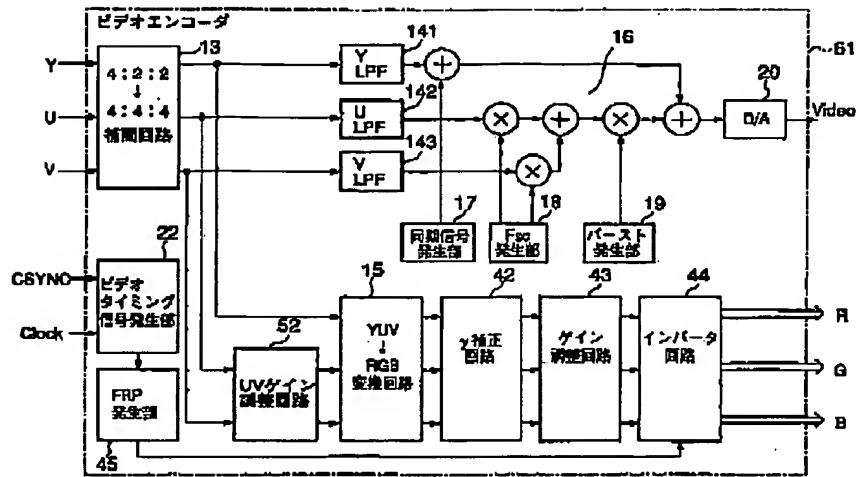 ビデオエンコーダ
13
141
16
61
Y
4:2:2
↓
4:4:4
補間回路
Y
LPF
+
20
142
U
U
LPF
×
+
×
+
D/A
Video
143
V
V
LPF
×
17
18
19
22
同期信号
発生部
Fsc
発生部
バースト
発生部
CSYNC
Clock
ビデオ
タイミング
信号発生部
15
42
43
44
52
YUV
↓
RGB
変換回路
γ補正
回路
ゲイン
調整回路
インバータ
回路
R
G
B
UVゲイン
調整回路
FRP
発生部
45